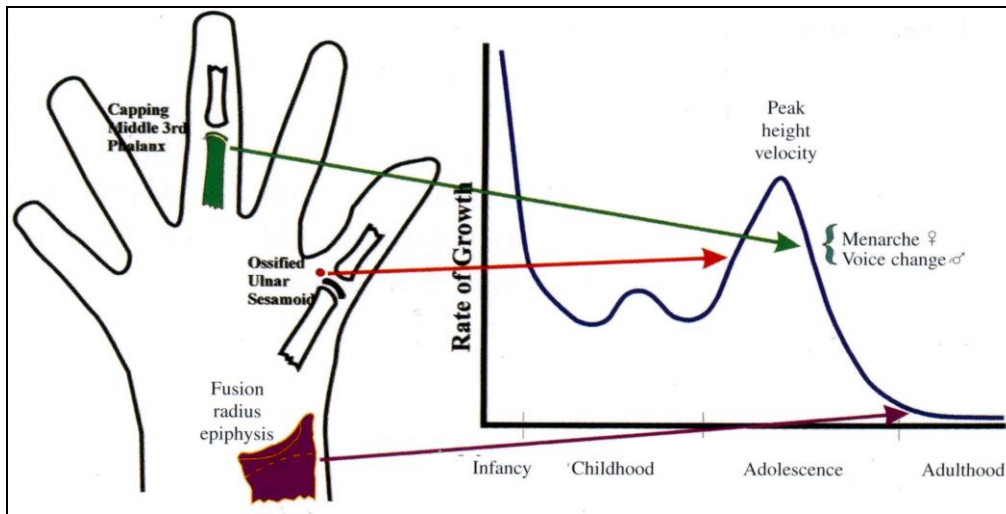 Capping
Middle 3rd
Phalanx
Ossified
Ulnar
Sesamoid
Fusion
radius
epiphysis
Rate of Growth
Peak
height
velocity
Menarche ♀
Voice change ♂
Infancy
Childhood
Adolescence
Adulthood